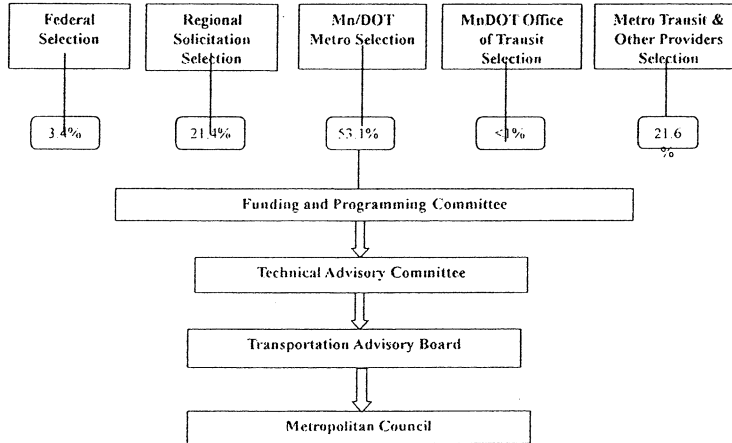 Federal
Selection
Regional
Solicitation
Selection
Mn/DOT
Metro Selection
MnDOT Office
of Transit
Selection
Metro Transit &
Other Providers
Selection
3.4%
21.4%
53.1%
<1%
21.6
%
Funding and Programming Committee
Technical Advisory Committee
Transportation Advisory Board
Metropolitan Council